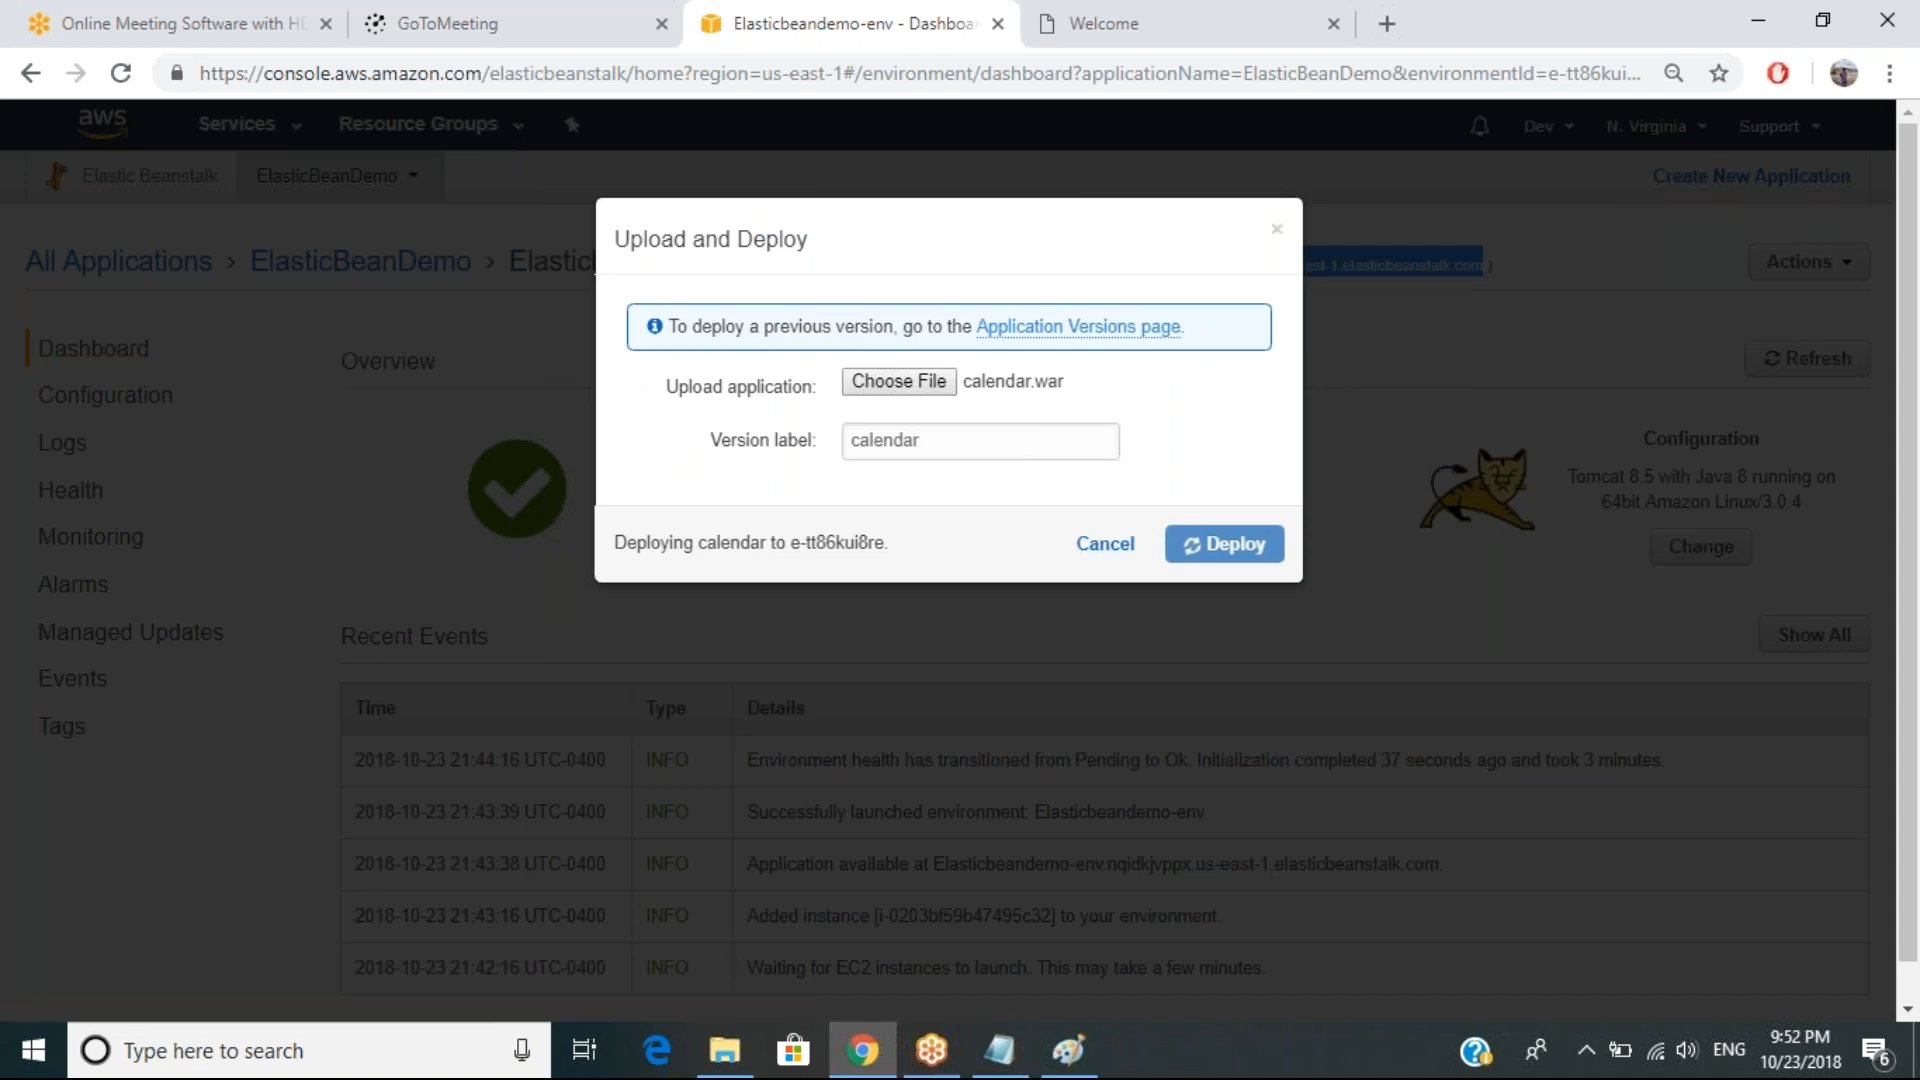 Online Meeting Software with HD
GoToMeeting
Elasticbeandemo-env - Dashboar
Welcome
https://console.aws.amazon.com/elasticbeanstalk/home?region=us-east-1#/environment/dashboard?applicationName=ElasticBeanDemo&environmentId=e-tt86kui...
aws
Services
Resource Groups
Dev
N. Virginia
Support
Elastic Beanstalk
ElasticBeanDemo
Create New Application
All Applications › ElasticBeanDemo › Elastic
east-1.elasticbeanstalk.com )
Actions
Upload and Deploy
×
To deploy a previous version, go to the Application Versions page.
Upload application:
Choose File
calendar.war
Version label:
calendar
Deploying calendar to e-tt86kui8re.
Cancel
Deploy
Dashboard
Configuration
Logs
Health
Monitoring
Alarms
Managed Updates
Events
Tags
Overview
Refresh
Configuration
Tomcat 8.5 with Java 8 running on
64bit Amazon Linux/3.0.4
Change
Recent Events
Show All
Time Type Details
2018-10-23 21:44:16 UTC-0400 INFO Environment health has transitioned from Pending to Ok. Initialization completed 37 seconds ago and took 3 minutes.
2018-10-23 21:43:39 UTC-0400 INFO Successfully launched environment: Elasticbeandemo-env
2018-10-23 21:43:38 UTC-0400 INFO Application available at Elasticbeandemo-env.nqidkjvppx.us-east-1.elasticbeanstalk.com.
2018-10-23 21:43:16 UTC-0400 INFO Added instance [i-0203bf59b47495c32] to your environment.
2018-10-23 21:42:16 UTC-0400 INFO Waiting for EC2 instances to launch. This may take a few minutes.
Type here to search
ENG
9:52 PM
10/23/2018
6